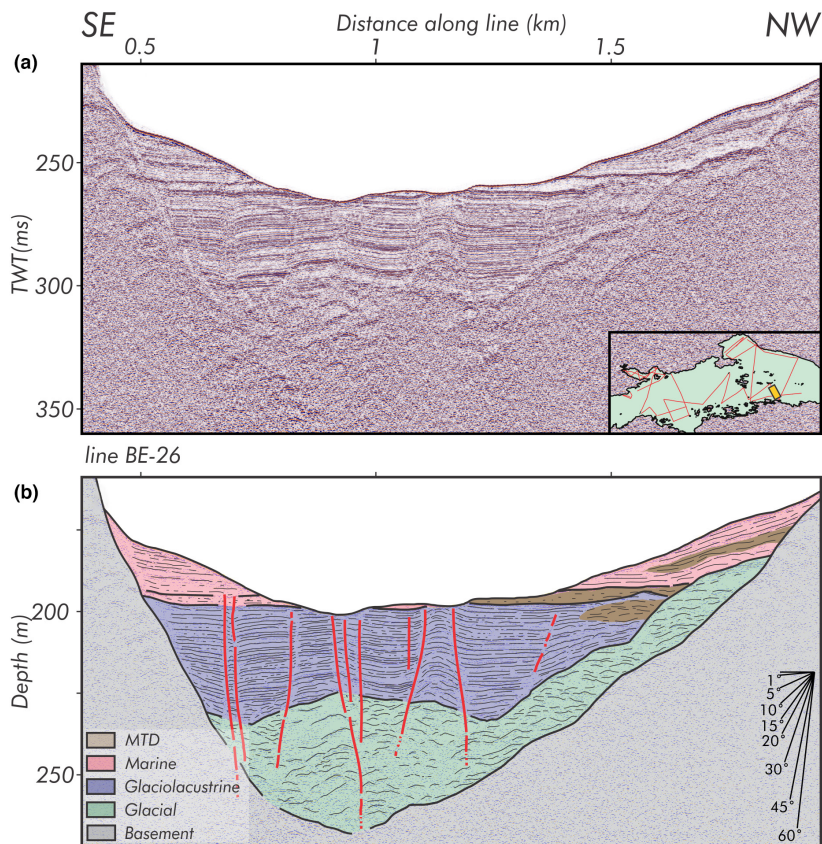 SE Distance along line (km) NW
0.5 1 1.5
(a)
TWT(ms)
250
300
350
line BE-26
(b)
Depth (m)
200
250
1°
5°
10°
15°
20°
30°
45°
60°
MTD
Marine
Glaciolacustrine
Glacial
Basement